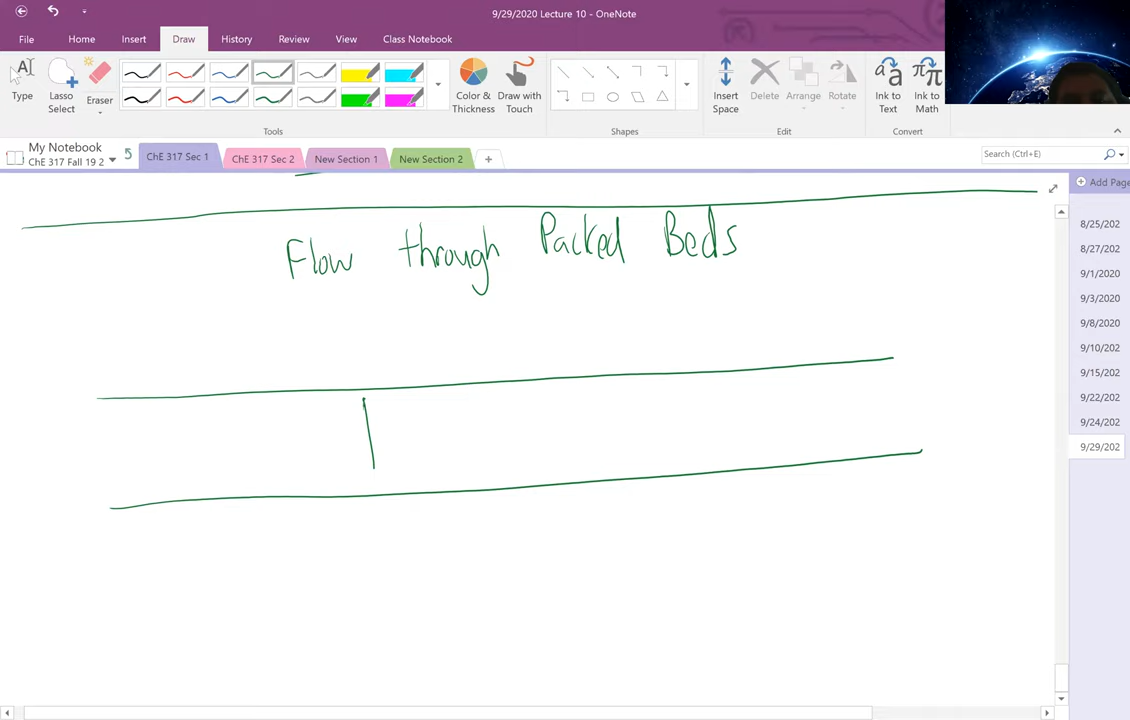 9/29/2020 Lecture 10 - OneNote
File Home Insert Draw History Review View Class Notebook
Type Lasso Select Eraser Color & Thickness Draw with Touch Insert Space Delete Arrange Rotate Ink to Text Ink to Math
Tools Shapes Edit Convert
My Notebook
ChE 317 Fall 19 2
ChE 317 Sec 1 ChE 317 Sec 2 New Section 1 New Section 2 +
Search (Ctrl+E)
Add Page
8/25/202
8/27/202
9/1/2020
9/3/2020
9/8/2020
9/10/202
9/15/202
9/22/202
9/24/202
9/29/202
Flow through Packed Beds